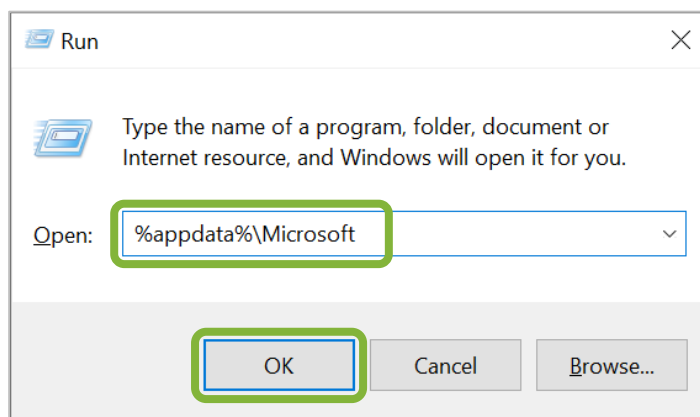 Run
Type the name of a program, folder, document or
Internet resource, and Windows will open it for you.
Open: %appdata%\Microsoft
OK Cancel Browse...